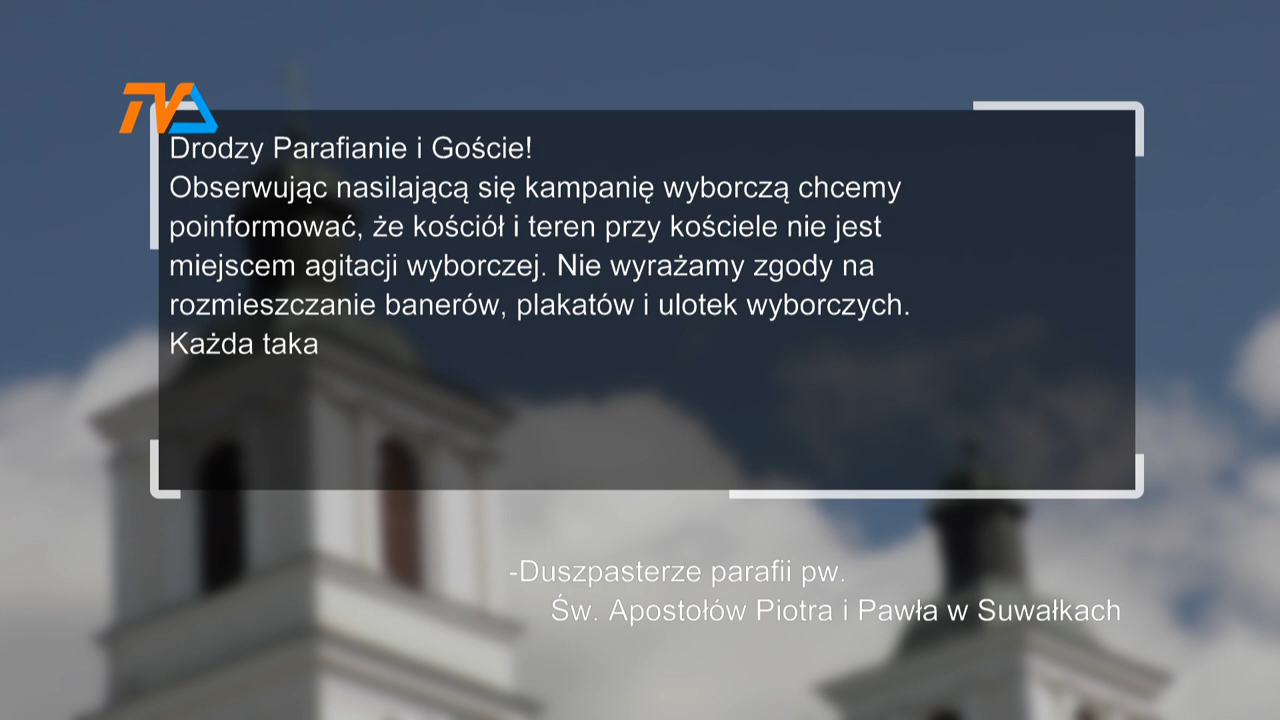 TVA
Drodzy Parafianie i Goście!
Obserwując nasilającą się kampanię wyborczą chcemy
poinformować, że kościół i teren przy kościele nie jest
miejscem agitacji wyborczej. Nie wyrażamy zgody na
rozmieszczanie banerów, plakatów i ulotek wyborczych.
Każda taka
-Duszpasterze parafii pw.
Św. Apostołów Piotra i Pawła w Suwałkach